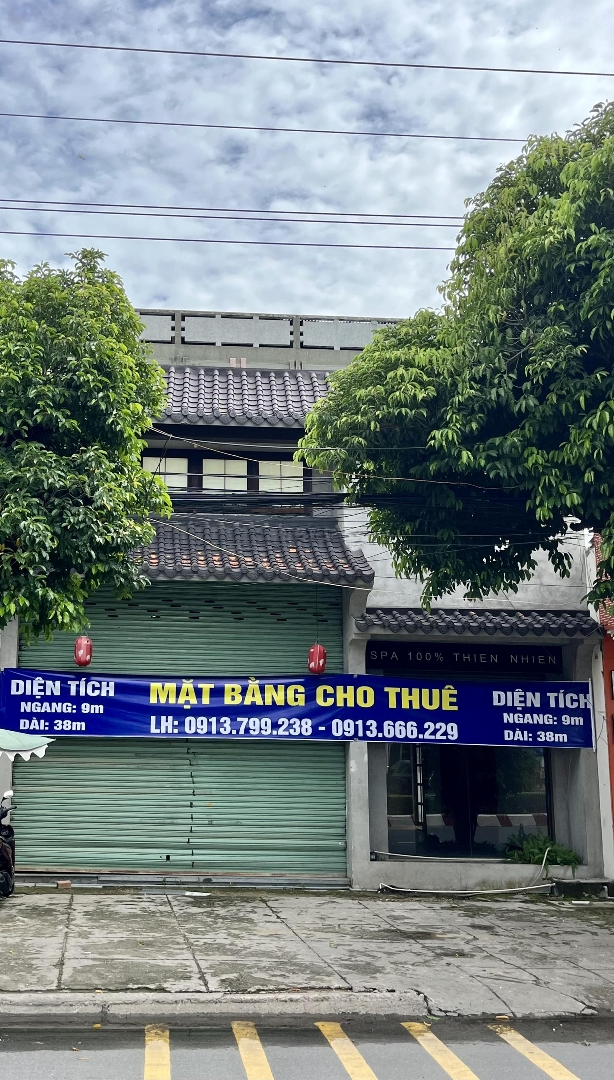 SPA 100% THIEN NHIEN
DIỆN TÍCH
NGANG: 9m
DÀI: 38m
MẶT BẰNG CHO THUÊ
LH: 0913.799.238 - 0913.666.229
DIỆN TÍCH
NGANG: 9m
DÀI: 38m